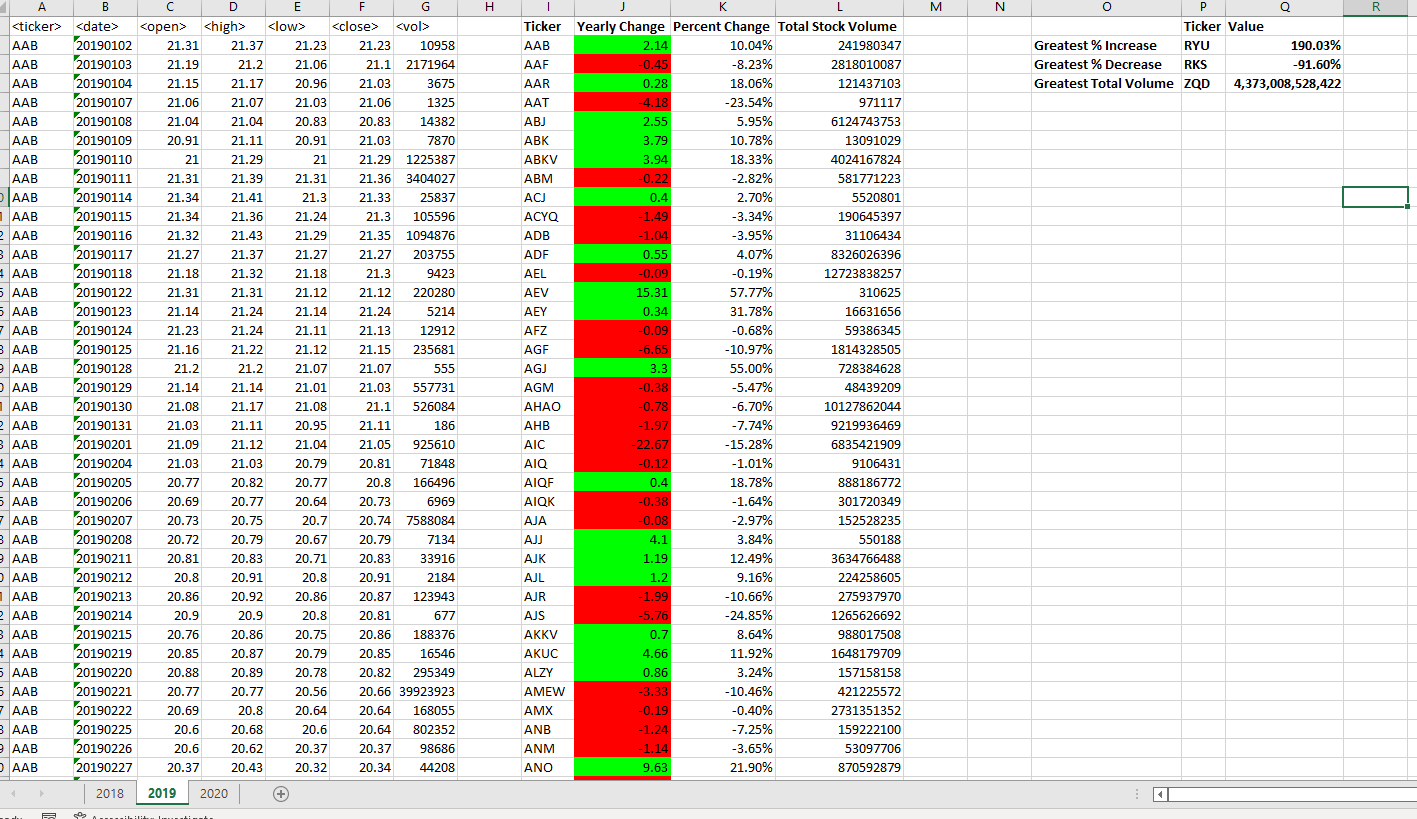 A B C D E F G H I J K L M N O P Q R
<ticker> <date> <open> <high> <low> <close> <vol> Ticker Yearly Change Percent Change Total Stock Volume Ticker Value
AAB 20190102 21.31 21.37 21.23 21.23 10958 AAB 2.14 10.04% 241980347 Greatest % Increase RYU 190.03%
AAB 20190103 21.19 21.2 21.06 21.1 2171964 AAF -0.45 -8.23% 2818010087 Greatest % Decrease RKS -91.60%
AAB 20190104 21.15 21.17 20.96 21.03 3675 AAR 0.28 18.06% 121437103 Greatest Total Volume ZQD 4,373,008,528,422
AAB 20190107 21.06 21.07 21.03 21.06 1325 AAT -4.18 -23.54% 971117
AAB 20190108 21.04 21.04 20.83 20.83 14382 ABJ 2.55 5.95% 6124743753
AAB 20190109 20.91 21.11 20.91 21.03 7870 ABK 3.79 10.78% 13091029
AAB 20190110 21 21.29 21 21.29 1225387 ABKV 3.94 18.33% 4024167824
AAB 20190111 21.31 21.39 21.31 21.36 3404027 ABM -0.22 -2.82% 581771223
AAB 20190114 21.34 21.41 21.3 21.33 25837 ACJ 0.4 2.70% 5520801
AAB 20190115 21.34 21.36 21.24 21.3 105596 ACYQ -1.49 -3.34% 190645397
AAB 20190116 21.32 21.43 21.29 21.35 1094876 ADB -1.04 -3.95% 31106434
AAB 20190117 21.27 21.37 21.27 21.27 203755 ADF 0.55 4.07% 8326026396
AAB 20190118 21.18 21.32 21.18 21.3 9423 AEL -0.09 -0.19% 12723838257
AAB 20190122 21.31 21.31 21.12 21.12 220280 AEV 15.31 57.77% 310625
AAB 20190123 21.14 21.24 21.14 21.24 5214 AEY 0.34 31.78% 16631656
AAB 20190124 21.23 21.24 21.11 21.13 12912 AFZ -0.09 -0.68% 59386345
AAB 20190125 21.16 21.22 21.12 21.15 235681 AGF -6.65 -10.97% 1814328505
AAB 20190128 21.2 21.2 21.07 21.07 555 AGJ 3.3 55.00% 728384628
AAB 20190129 21.14 21.14 21.01 21.03 557731 AGM -0.38 -5.47% 48439209
AAB 20190130 21.08 21.17 21.08 21.1 526084 AHAO -0.78 -6.70% 10127862044
AAB 20190131 21.03 21.11 20.95 21.11 186 AHB -1.97 -7.74% 9219936469
AAB 20190201 21.09 21.12 21.04 21.05 925610 AIC -22.67 -15.28% 6835421909
AAB 20190204 21.03 21.03 20.79 20.81 71848 AIQ -0.12 -1.01% 9106431
AAB 20190205 20.77 20.82 20.77 20.8 166496 AIQF 0.4 18.78% 888186772
AAB 20190206 20.69 20.77 20.64 20.73 6969 AIQK -0.38 -1.64% 301720349
AAB 20190207 20.73 20.75 20.7 20.74 7588084 AJA -0.08 -2.97% 152528235
AAB 20190208 20.72 20.79 20.67 20.79 7134 AJJ 4.1 3.84% 550188
AAB 20190211 20.81 20.83 20.71 20.83 33916 AJK 1.19 12.49% 3634766488
AAB 20190212 20.8 20.91 20.8 20.91 2184 AJL 1.2 9.16% 224258605
AAB 20190213 20.86 20.92 20.86 20.87 123943 AJR -1.99 -10.66% 275937970
AAB 20190214 20.9 20.9 20.8 20.81 677 AJS -5.76 -24.85% 1265626692
AAB 20190215 20.76 20.86 20.75 20.86 188376 AKKV 0.7 8.64% 988017508
AAB 20190219 20.85 20.87 20.79 20.85 16546 AKUC 4.66 11.92% 1648179709
AAB 20190220 20.88 20.89 20.78 20.82 295349 ALZY 0.86 3.24% 157158158
AAB 20190221 20.77 20.77 20.56 20.66 39923923 AMEW -3.33 -10.46% 421225572
AAB 20190222 20.69 20.8 20.64 20.64 168055 AMX -0.19 -0.40% 2731351352
AAB 20190225 20.6 20.68 20.6 20.64 802352 ANB -1.24 -7.25% 159222100
AAB 20190226 20.6 20.62 20.37 20.37 98686 ANM -1.14 -3.65% 53097706
AAB 20190227 20.37 20.43 20.32 20.34 44208 ANO 9.63 21.90% 870592879
2018 2019 2020